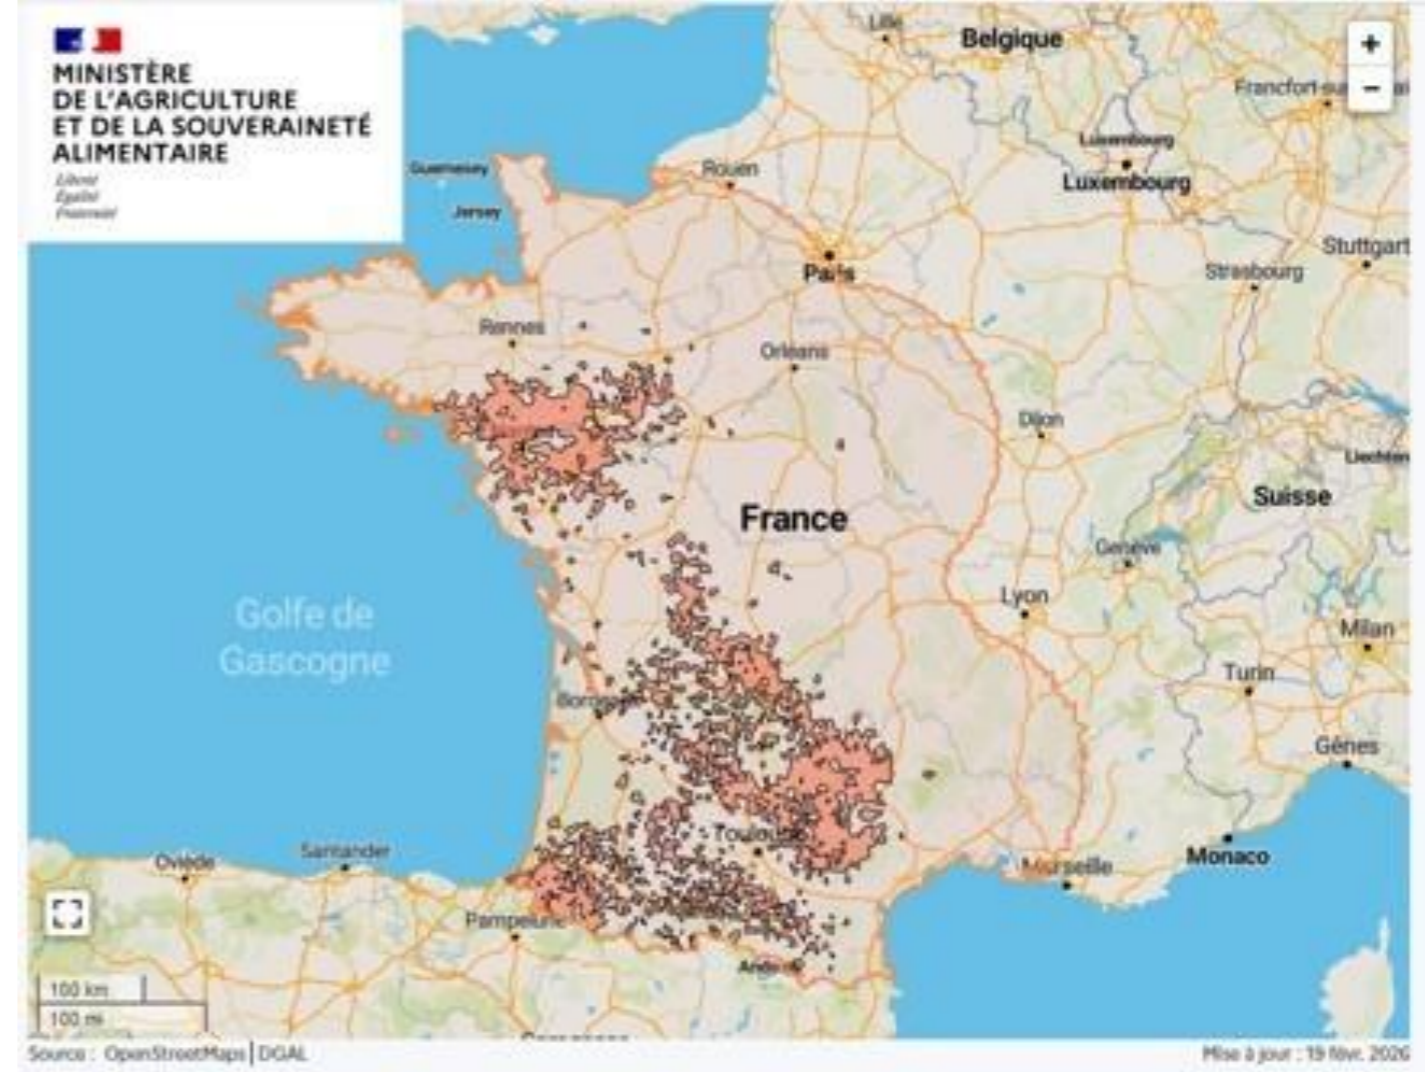 MINISTÈRE
DE L'AGRICULTURE
ET DE LA SOUVERAINETÉ
ALIMENTAIRE
Liberté
Égalité
Fraternité
Lille
Belgique
Luxembourg
Luxembourg
Guernesey
Jersey
Rouen
Paris
Stuttgart
Strasbourg
Rennes
Orléans
Dijon
Liechten
Suisse
France
Genève
Lyon
Golfe de
Gascogne
Milan
Turin
Gênes
Toulouse
Oviedo
Santander
Marseille
Monaco
Pampelune
100 km
100 mi
Source : OpenStreetMaps | DGAL
Mise à jour : 19 févr. 2026
+
−